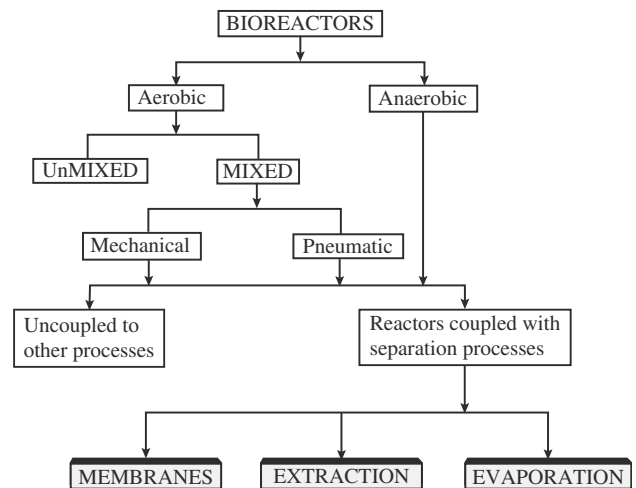 BIOREACTORS
Aerobic
Anaerobic
UnMIXED
MIXED
Mechanical
Pneumatic
Uncoupled to
other processes
Reactors coupled with
separation processes
MEMBRANES
EXTRACTION
EVAPORATION